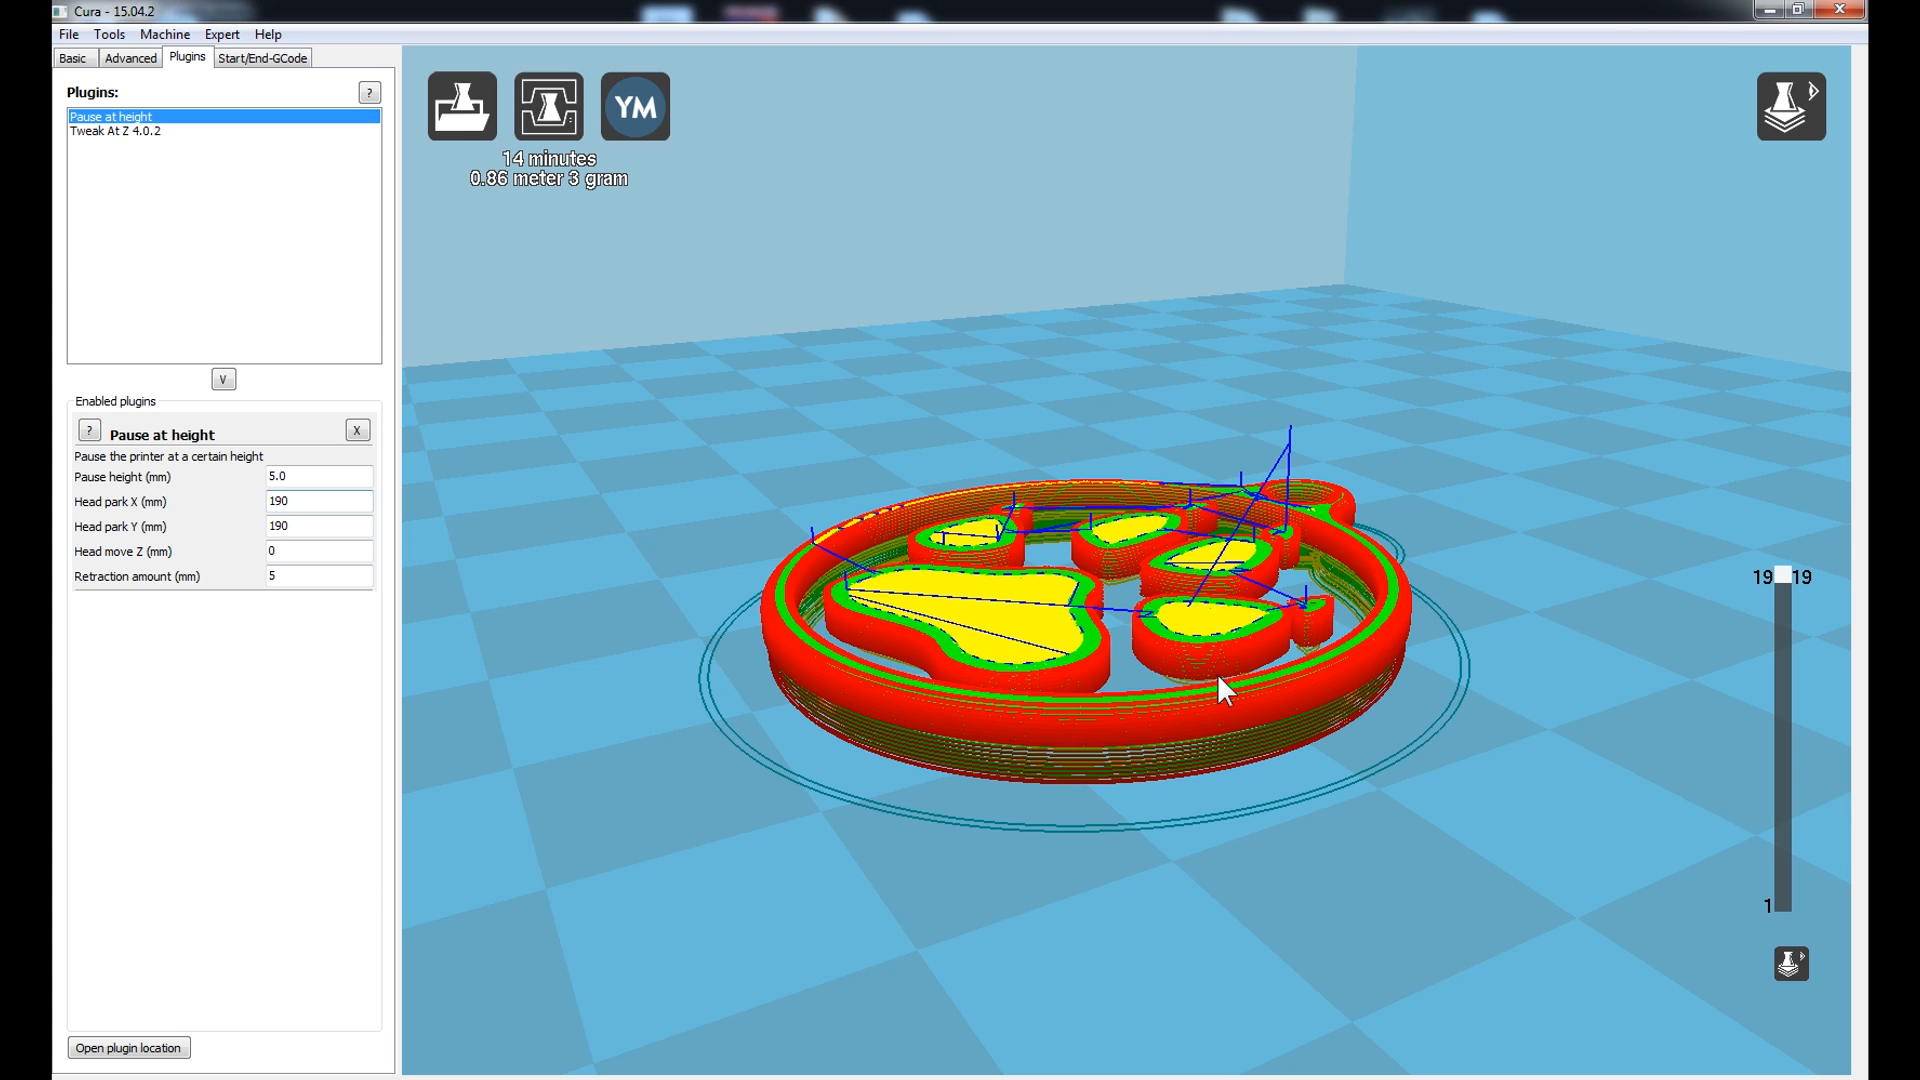 Cura - 15.04.2
File Tools Machine Expert Help
Basic Advanced Plugins Start/End-GCode
Plugins: ?
Pause at height
Tweak At Z 4.0.2
V
Enabled plugins
? Pause at height X
Pause the printer at a certain height
Pause height (mm) 5.0
Head park X (mm) 190
Head park Y (mm) 190
Head move Z (mm) 0
Retraction amount (mm) 5
Open plugin location
YM
14 minutes
0.86 meter 3 gram
19 19
1